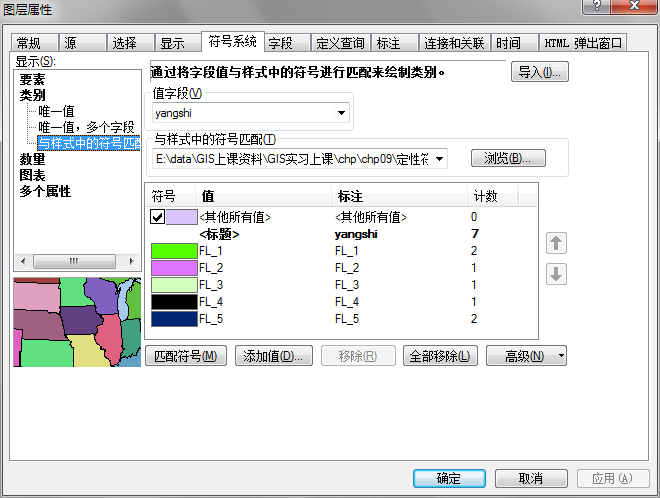 图层属性
常规 源 选择 显示 符号系统 字段 定义查询 标注 连接和关联 时间 HTML 弹出窗口
显示(S):
要素
类别
唯一值
唯一值，多个字段
与样式中的符号匹配
数量
图表
多个属性
通过将字段值与样式中的符号进行匹配来绘制类别。
导入(I)...
值字段(V)
yangshi
与样式中的符号匹配(T)
E:\data\GIS上课资料\GIS实习上课\chp\chp09\定性符
浏览(B)...
符号 值 标注 计数
<其他所有值> <其他所有值> 0
<标题> yangshi 7
FL_1 FL_1 2
FL_2 FL_2 1
FL_3 FL_3 1
FL_4 FL_4 1
FL_5 FL_5 2
匹配符号(M) 添加值(D)... 移除(R) 全部移除(L) 高级(N)
确定 取消 应用(A)